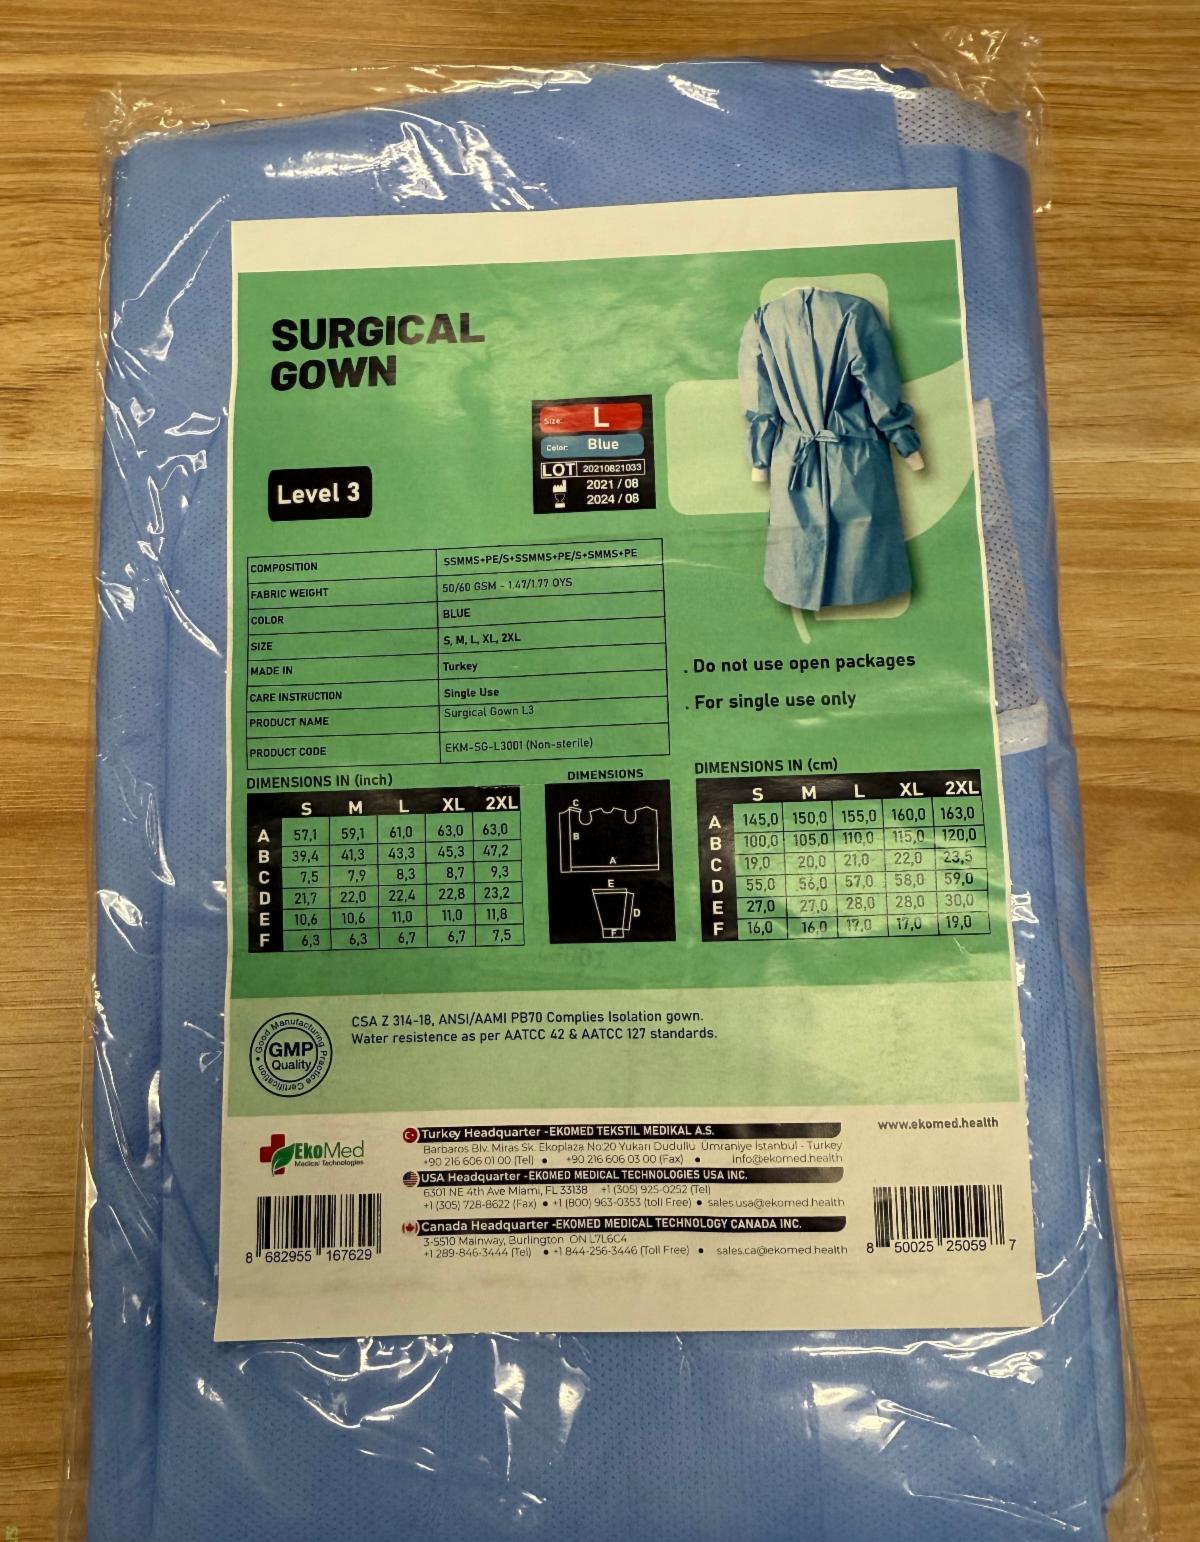 SURGICAL
GOWN
Size: L
Color: Blue
LOT 20210821033
2021 / 08
2024 / 08
Level 3
COMPOSITION SSMMS+PE/S+SSMMS+PE/S+SMMS+PE
FABRIC WEIGHT 50/60 GSM - 1.47/1.77 OYS
COLOR BLUE
SIZE S, M, L, XL, 2XL
MADE IN Turkey
CARE INSTRUCTION Single Use
PRODUCT NAME Surgical Gown L3
PRODUCT CODE EKM-SG-L3001 (Non-sterile)
. Do not use open packages
. For single use only
DIMENSIONS IN (inch)
S M L XL 2XL
A 57,1 59,1 61,0 63,0 63,0
B 39,4 41,3 43,3 45,3 47,2
C 7,5 7,9 8,3 8,7 9,3
D 21,7 22,0 22,4 22,8 23,2
E 10,6 10,6 11,0 11,0 11,8
F 6,3 6,3 6,7 6,7 7,5
DIMENSIONS
C
B
A
E
D
F
DIMENSIONS IN (cm)
S M L XL 2XL
A 145,0 150,0 155,0 160,0 163,0
B 100,0 105,0 110,0 115,0 120,0
C 19,0 20,0 21,0 22,0 23,5
D 55,0 56,0 57,0 58,0 59,0
E 27,0 27,0 28,0 28,0 30,0
F 16,0 16,0 17,0 17,0 19,0
Good Manufacturing Practice Certification
GMP
Quality
CSA Z 314-18, ANSI/AAMI PB70 Complies Isolation gown.
Water resistence as per AATCC 42 & AATCC 127 standards.
EkoMed
Medical Technologies
Turkey Headquarter -EKOMED TEKSTIL MEDIKAL A.S.
Barbaros Blv. Miras Sk. Ekoplaza No:20 Yukarı Dudullu Ümraniye İstanbul - Turkey
+90 216 606 01 00 (Tel) • +90 216 606 03 00 (Fax) • info@ekomed.health
USA Headquarter -EKOMED MEDICAL TECHNOLOGIES USA INC.
6301 NE 4th Ave Miami, FL 33138 +1 (305) 925-0252 (Tel)
+1 (305) 728-8622 (Fax) • +1 (800) 963-0353 (toll Free) • sales.usa@ekomed.health
Canada Headquarter -EKOMED MEDICAL TECHNOLOGY CANADA INC.
3-5510 Mainway, Burlington ON L7L6C4
+1 289-846-3444 (Tel) • +1 844-256-3446 (Toll Free) • sales.ca@ekomed.health
www.ekomed.health
8 682955 167629
8 50025 25059 7